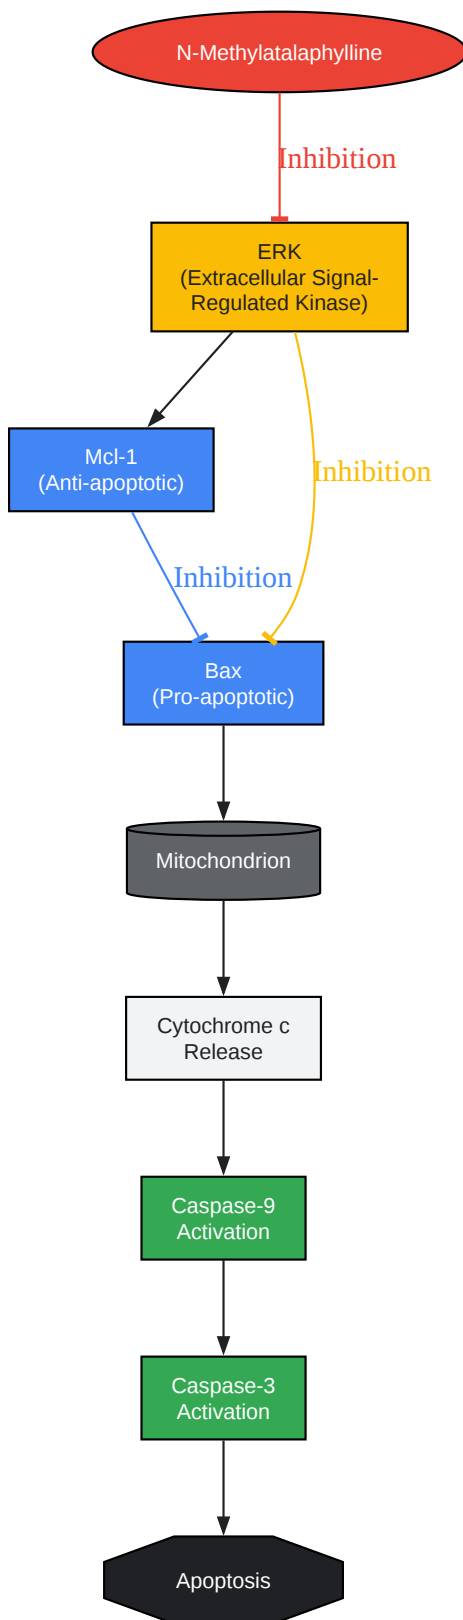 N-Methylatalaphylline
Inhibition
ERK
(Extracellular Signal-
Regulated Kinase)
Mcl-1
(Anti-apoptotic)
Inhibition
Inhibition
Bax
(Pro-apoptotic)
Mitochondrion
Cytochrome c
Release
Caspase-9
Activation
Caspase-3
Activation
Apoptosis